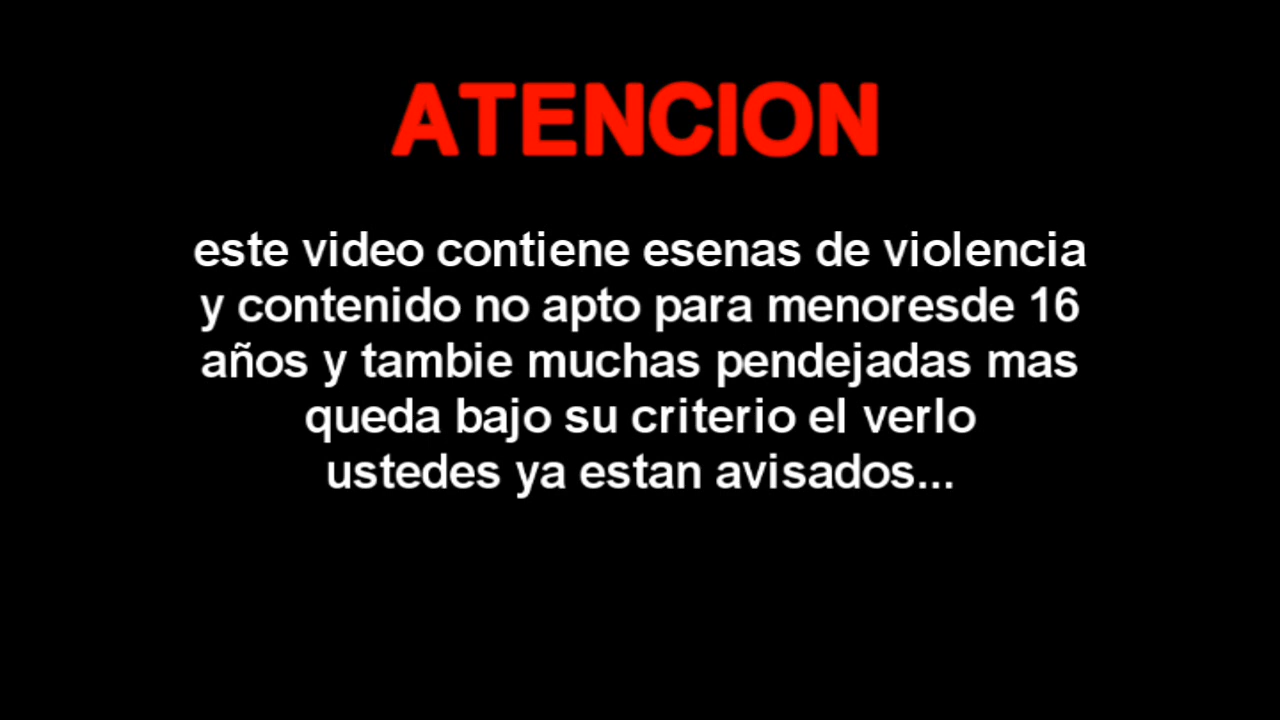 ATENCION
este video contiene esenas de violencia
y contenido no apto para menoresde 16
años y tambie muchas pendejadas mas
queda bajo su criterio el verlo
ustedes ya estan avisados...